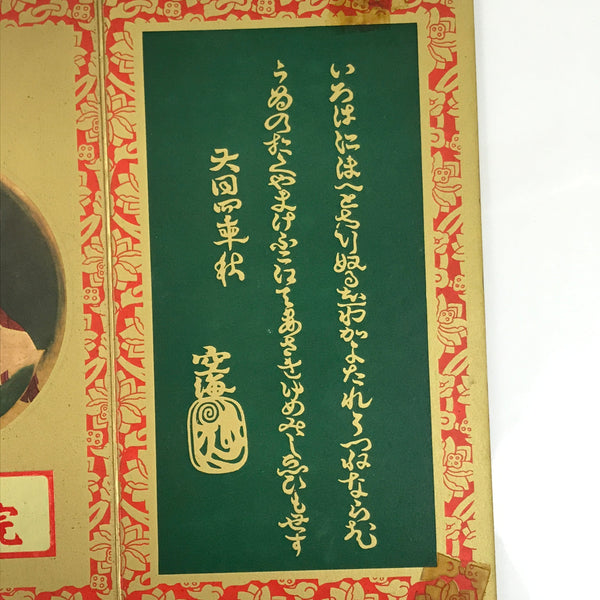 いろはにほへとちりぬるをわかよたれそつねならむ
うゐのおくやまけふこえてあさきゆめみしゑひもせす
大同四年秋
空海